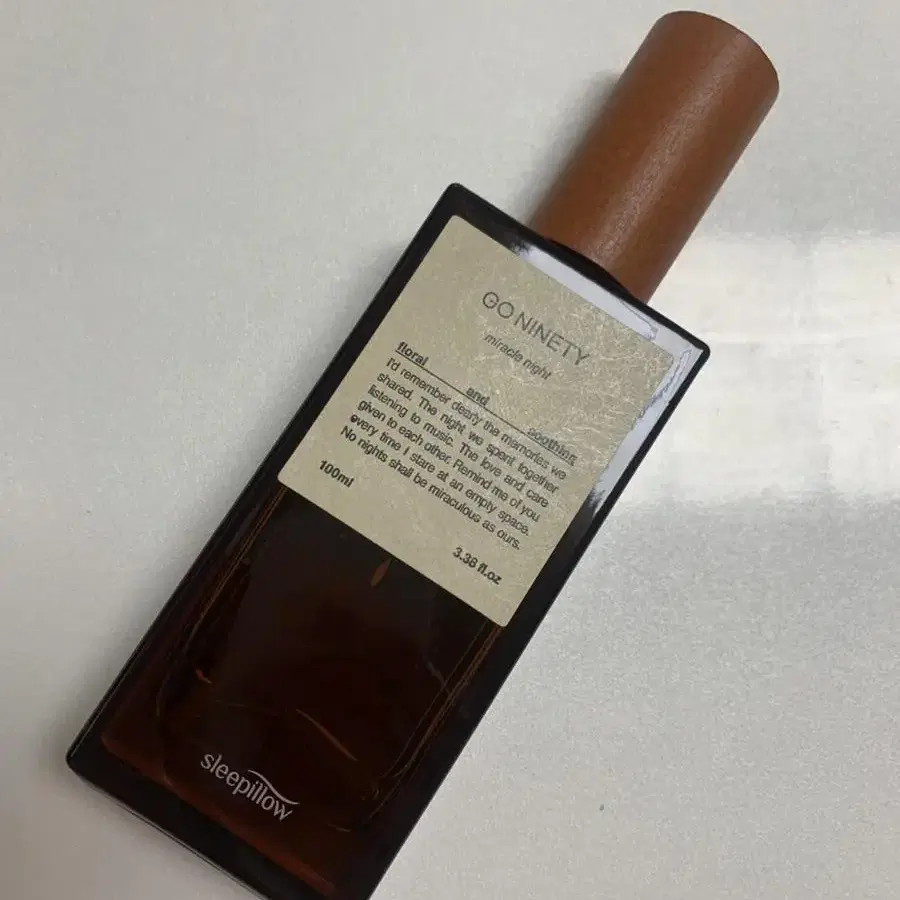 GO NINETY
miracle night
floral and soothing
I'd remember dearly the memories we
shared. The night we spent together
listening to music. The love and care
given to each other. Remind me of you
every time I stare at an empty space.
No nights shall be miraculous as ours.
100ml 3.38 fl.oz
sleepillow